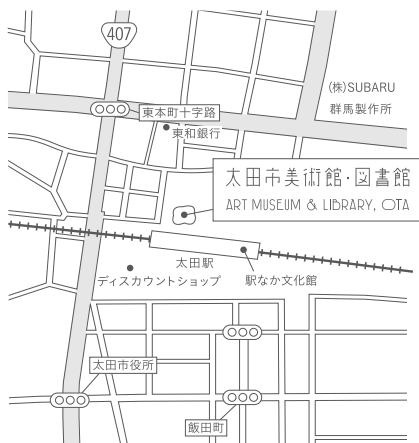 407
(株)SUBARU
群馬製作所
東本町十字路
東和銀行
太田市美術館・図書館
ART MUSEUM & LIBRARY, OTA
太田駅
ディスカウントショップ
駅なか文化館
太田市役所
飯田町